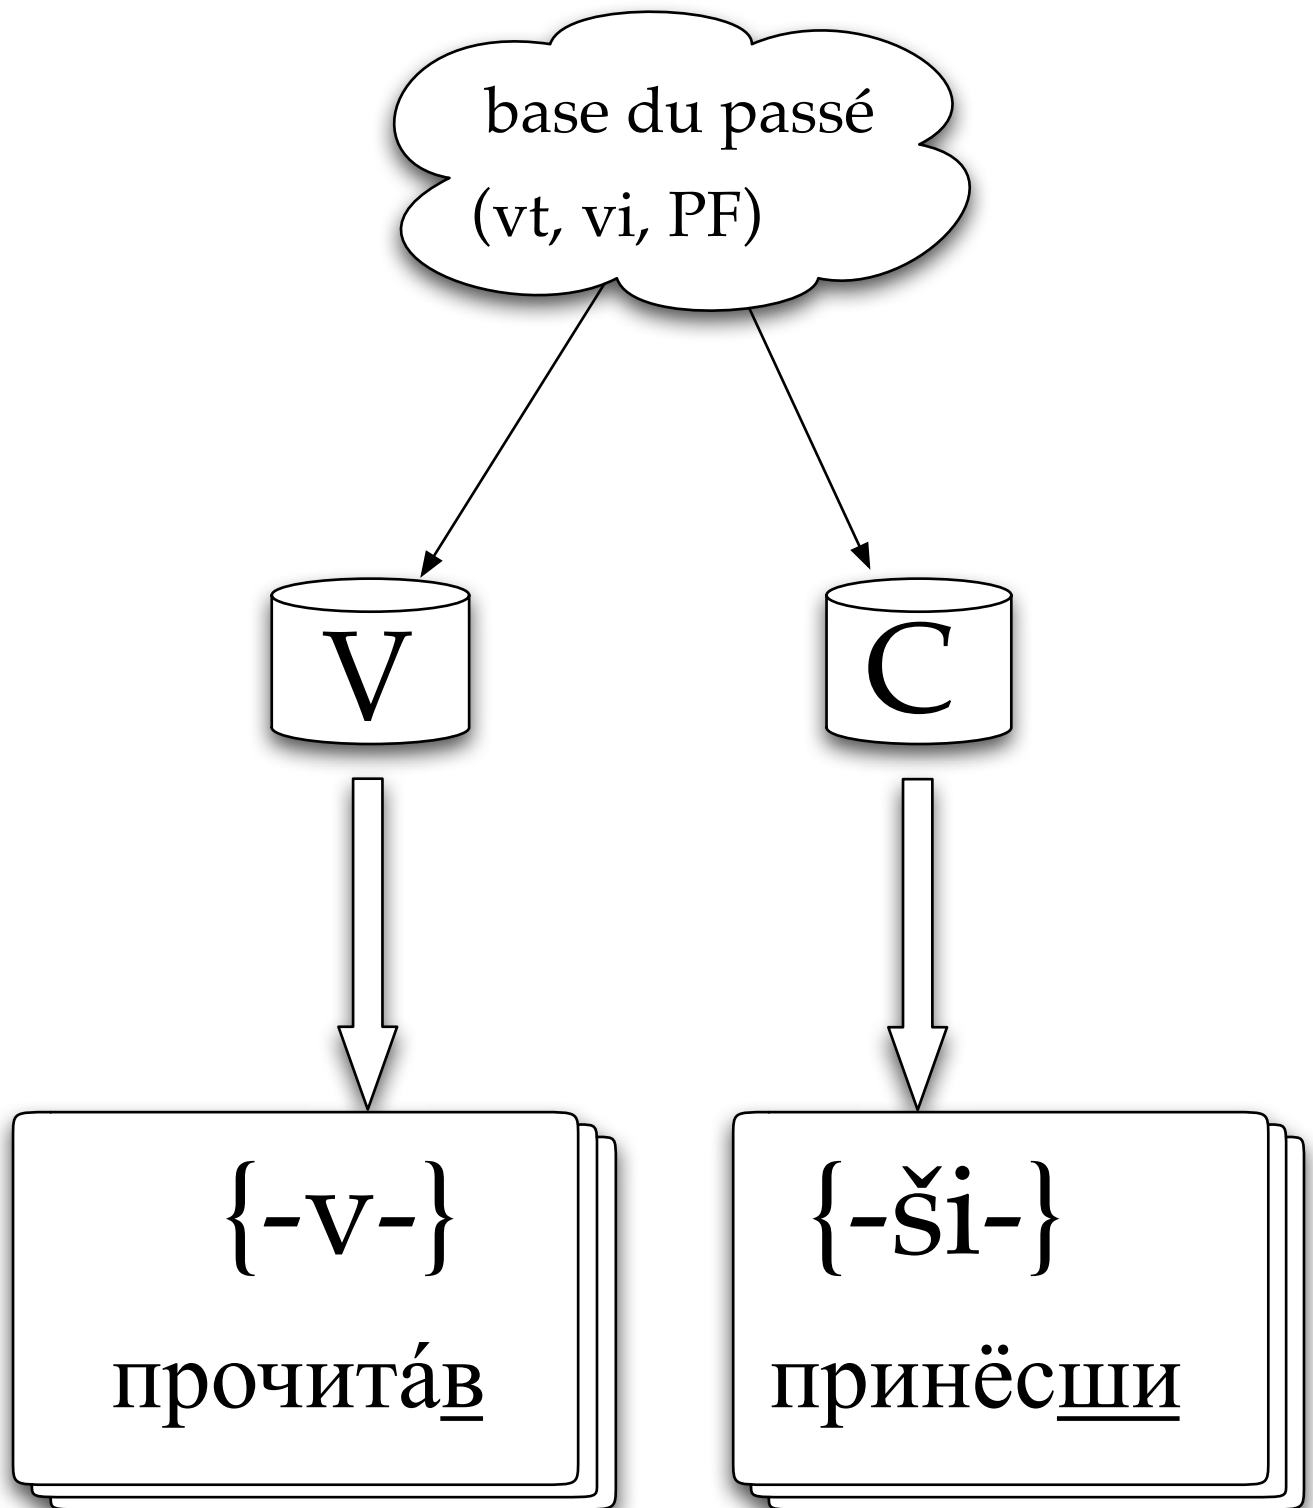 base du passé
(vt, vi, PF)
V
C
{-v-}
прочита́в
{-ši-}
принёсши